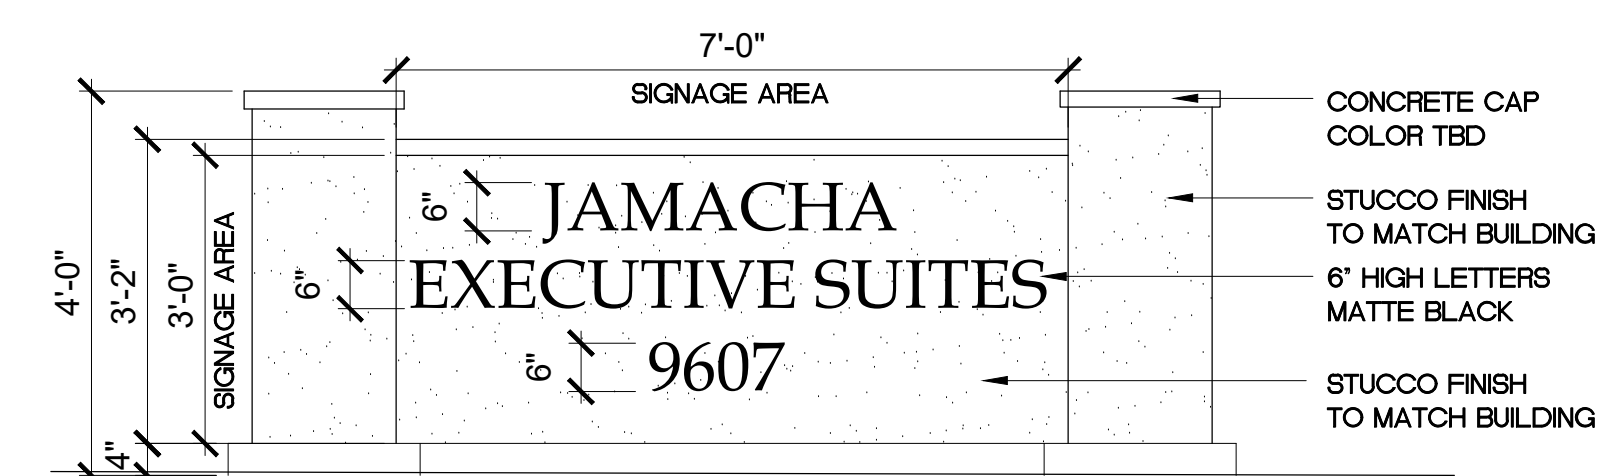 7'-0"
SIGNAGE AREA
CONCRETE CAP
COLOR TBD
STUCCO FINISH
TO MATCH BUILDING
6" HIGH LETTERS
MATTE BLACK
STUCCO FINISH
TO MATCH BUILDING
4'-0"
3'-2"
3'-0"
SIGNAGE AREA
4"
6"
JAMACHA
6"
EXECUTIVE SUITES
6"
9607